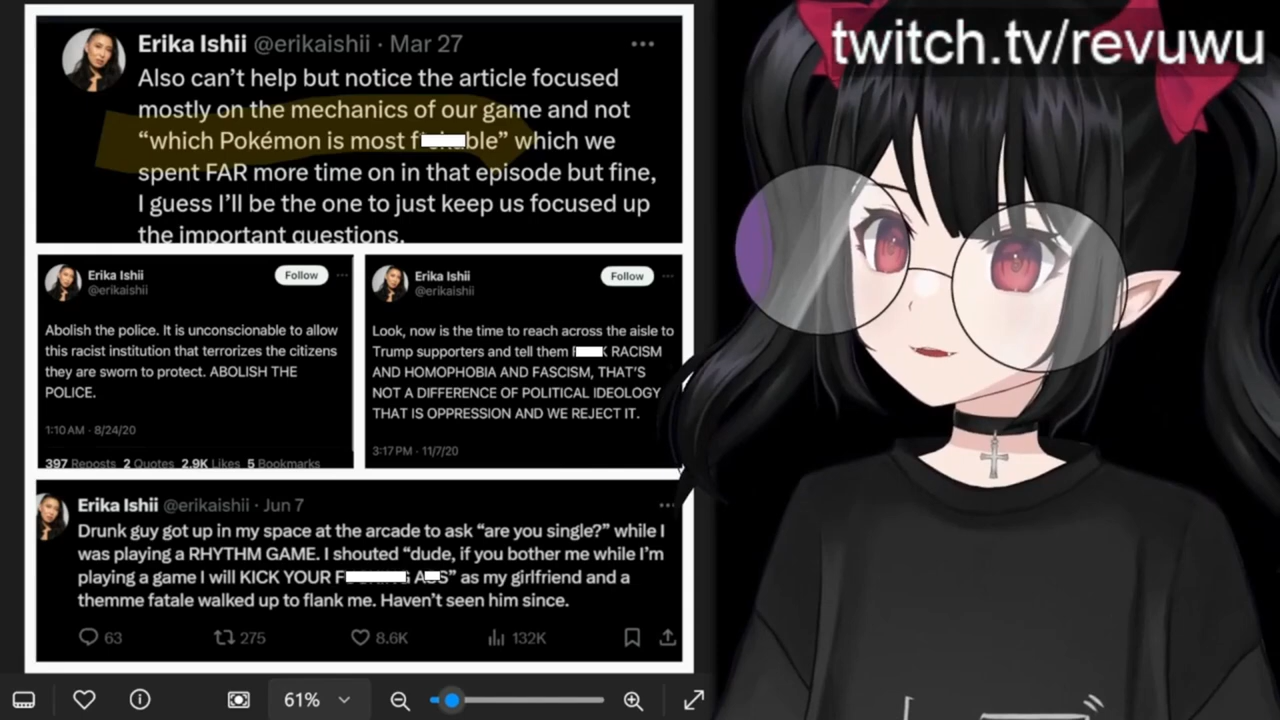 twitch.tv/revuwu
Erika Ishii @erikaishii · Mar 27
Also can’t help but notice the article focused
mostly on the mechanics of our game and not
“which Pokémon is most f ble” which we
spent FAR more time on in that episode but fine,
I guess I’ll be the one to just keep us focused up
the important questions.
Erika Ishii
@erikaishii
Follow
Abolish the police. It is unconscionable to allow
this racist institution that terrorizes the citizens
they are sworn to protect. ABOLISH THE
POLICE.
1:10 AM · 8/24/20
397 Reposts 2 Quotes 2.9K Likes 5 Bookmarks
Erika Ishii
@erikaishii
Follow
Look, now is the time to reach across the aisle to
Trump supporters and tell them F K RACISM
AND HOMOPHOBIA AND FASCISM, THAT’S
NOT A DIFFERENCE OF POLITICAL IDEOLOGY
THAT IS OPPRESSION AND WE REJECT IT.
3:17 PM · 11/7/20
Erika Ishii @erikaishii · Jun 7
Drunk guy got up in my space at the arcade to ask “are you single?” while I
was playing a RHYTHM GAME. I shouted “dude, if you bother me while I’m
playing a game I will KICK YOUR F G A S” as my girlfriend and a
themme fatale walked up to flank me. Haven’t seen him since.
63 275 8.6K 132K
61%